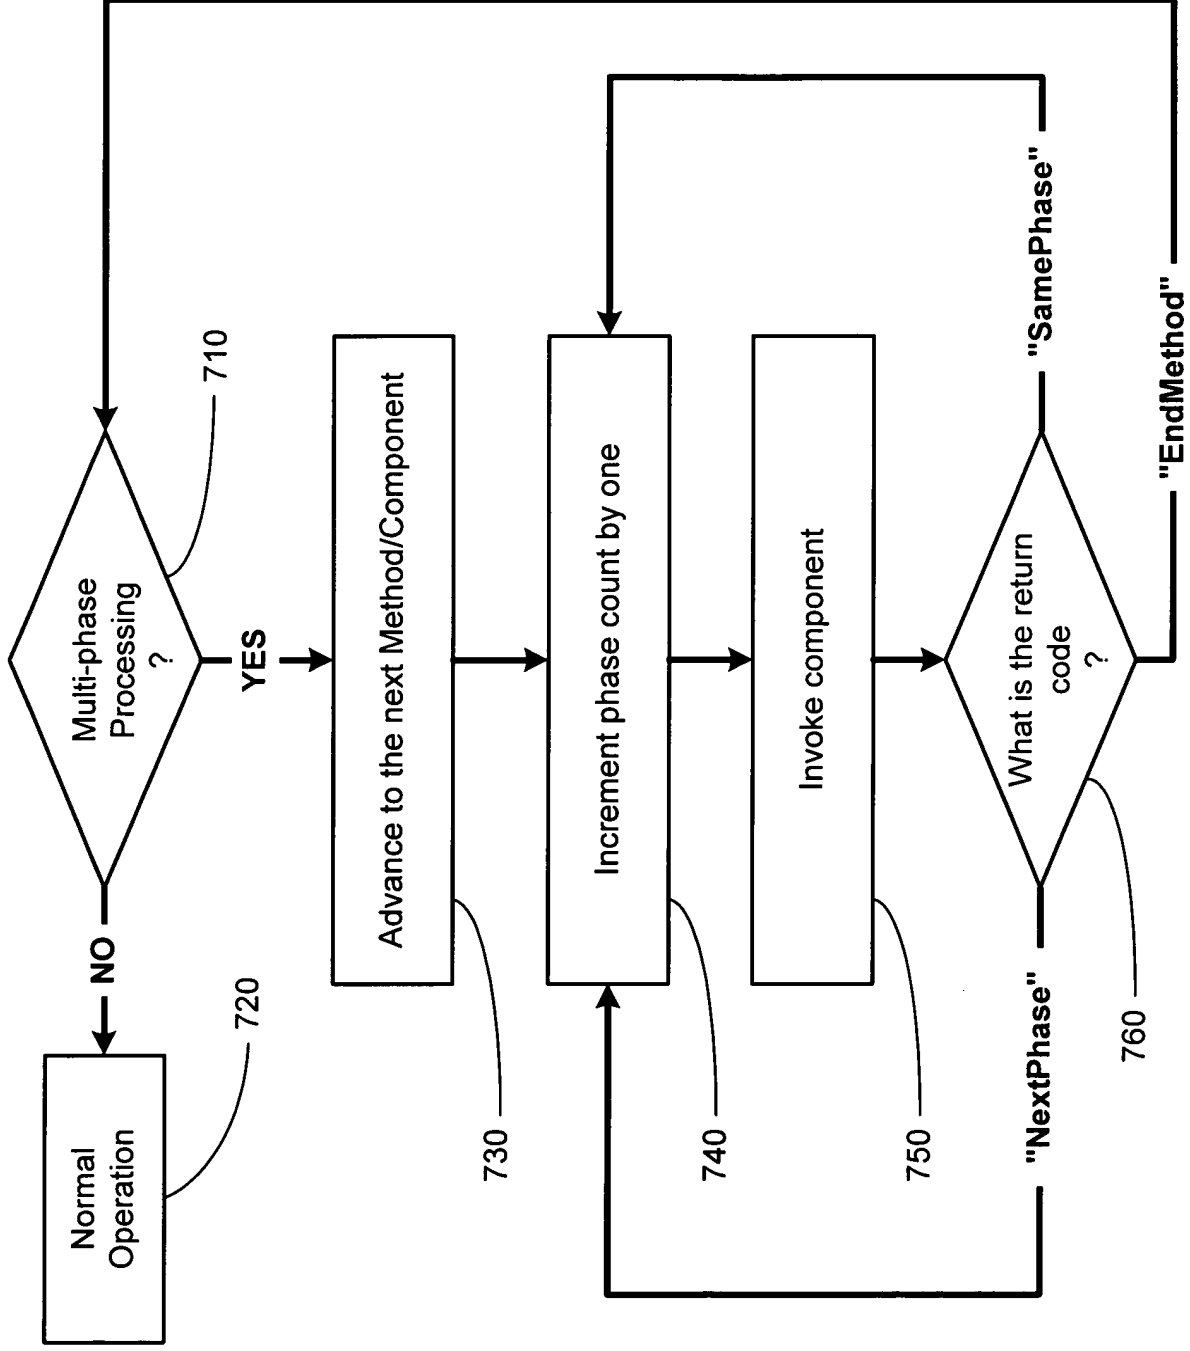 Normal
Operation
720
NO
Multi-phase
Processing
?
710
YES
Advance to the next Method/Component
730
Increment phase count by one
740
Invoke component
750
What is the return
code
?
760
"NextPhase"
"SamePhase"
"EndMethod"